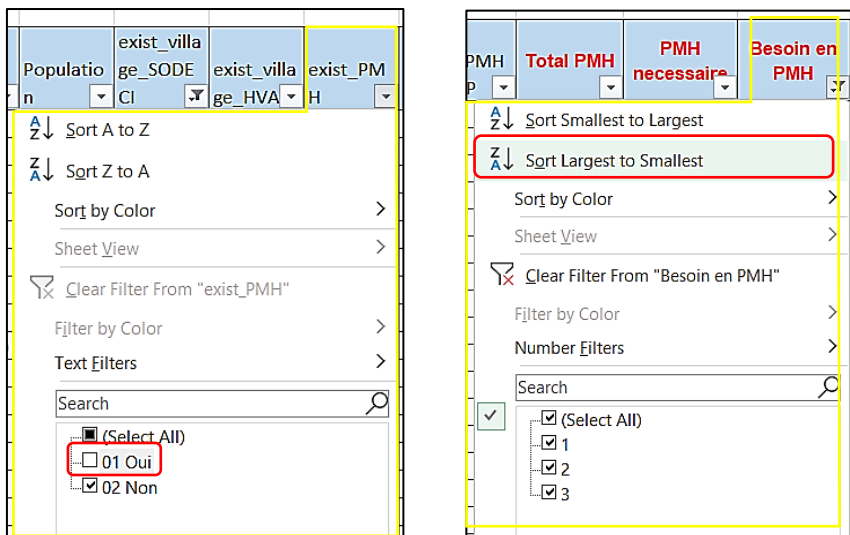 exist_villa
Populatio ge_SODE exist_villa exist_PM
n CI ge_HVA H
A
Z Sort A to Z
Z
A Sort Z to A
Sort by Color
Sheet View
Clear Filter From "exist_PMH"
Filter by Color
Text Filters
Search
(Select All)
01 Oui
02 Non
PMH Total PMH PMH Besoin en
P necessaire PMH
A
Z Sort Smallest to Largest
Z
A Sort Largest to Smallest
Sort by Color
Sheet View
Clear Filter From "Besoin en PMH"
Filter by Color
Number Filters
Search
(Select All)
1
2
3